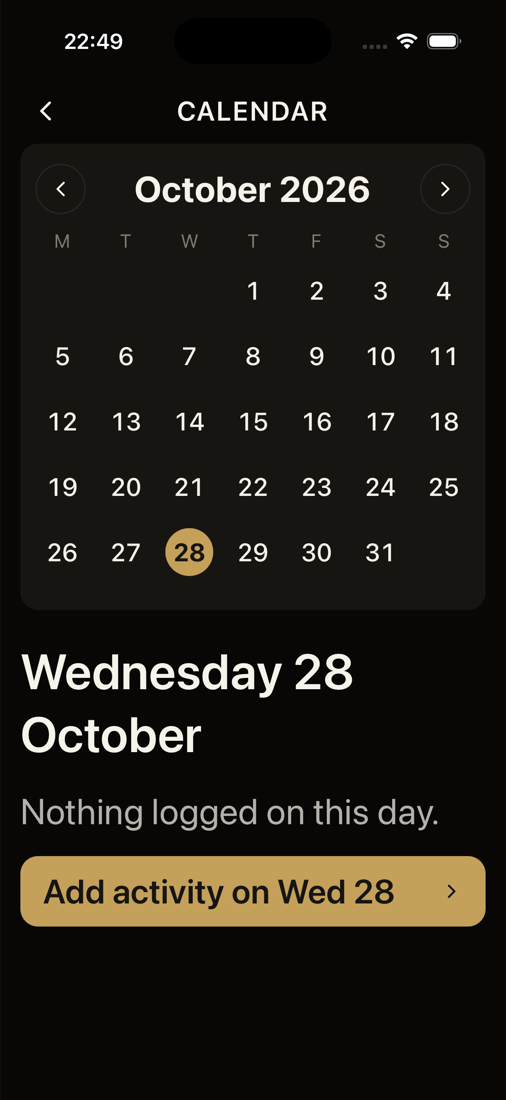 22:49
CALENDAR
October 2026
M T W T F S S
1 2 3 4
5 6 7 8 9 10 11
12 13 14 15 16 17 18
19 20 21 22 23 24 25
26 27 28 29 30 31
Wednesday 28
October
Nothing logged on this day.
Add activity on Wed 28